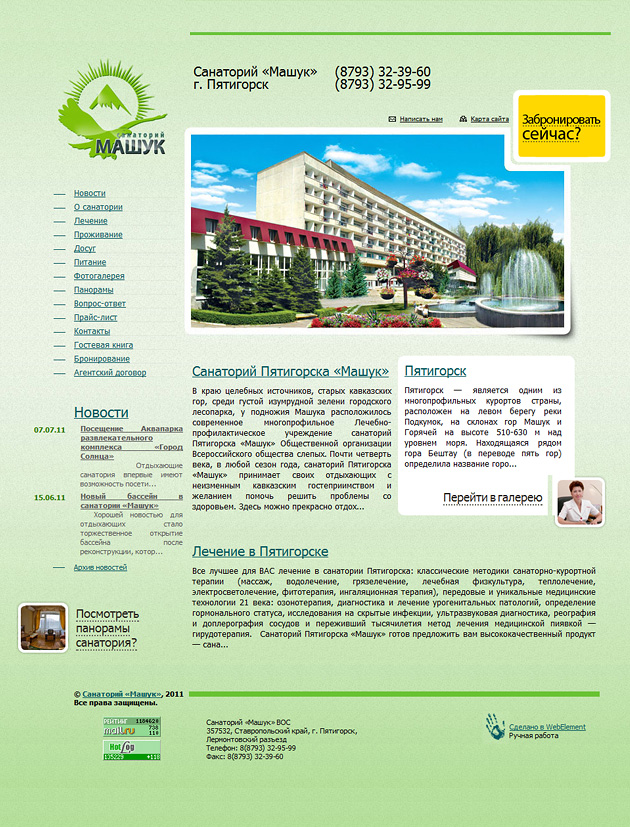 санаторий
МАШУК
Санаторий «Машук» (8793) 32-39-60
г. Пятигорск (8793) 32-95-99
Написать нам Карта сайта
Забронировать
сейчас?
Новости
О санатории
Лечение
Проживание
Досуг
Питание
Фотогалерея
Панорамы
Вопрос-ответ
Прайс-лист
Контакты
Гостевая книга
Бронирование
Агентский договор
Новости
07.07.11 Посещение Аквапарка
развлекательного
комплекса «Город
Солнца»
Отдыхающие
санатория впервые имеют
возможность посети...
15.06.11 Новый бассейн в
санатории «Машук»
Хорошей новостью для
отдыхающих стало
торжественное открытие
бассейна после
реконструкции, котор...
Архив новостей
Посмотреть
панорамы
санатория?
Санаторий Пятигорска «Машук»
В краю целебных источников, старых кавказских
гор, среди густой изумрудной зелени городского
лесопарка, у подножия Машука расположилось
современное многопрофильное Лечебно-
профилактическое учреждение санаторий
Пятигорска «Машук» Общественной организации
Всероссийского общества слепых. Почти четверть
века, в любой сезон года, санаторий Пятигорска
«Машук» принимает своих отдыхающих с
неизменным кавказским гостеприимством и
желанием помочь решить проблемы со
здоровьем. Здесь можно прекрасно отдох...
Пятигорск
Пятигорск — является одним из
многопрофильных курортов страны,
расположен на левом берегу реки
Подкумок, на склонах гор Машук и
Горячей на высоте 510-630 м над
уровнем моря. Находящаяся рядом
гора Бештау (в переводе пять гор)
определила название горо...
Перейти в галерею
Лечение в Пятигорске
Все лучшее для ВАС лечение в санатории Пятигорска: классические методики санаторно-курортной
терапии (массаж, водолечение, грязелечение, лечебная физкультура, теплолечение,
электросветолечение, фитотерапия, ингаляционная терапия), передовые и уникальные медицинские
технологии 21 века: озонотерапия, диагностика и лечение урогенитальных патологий, определение
гормонального статуса, исследования на скрытые инфекции, ультразвуковая диагностика, реография
и доплерография сосудов и переживший тысячелетия метод лечения медицинской пиявкой —
гирудотерапия. Санаторий Пятигорска «Машук» готов предложить вам высококачественный продукт
— сана...
© Санаторий «Машук», 2011
Все права защищены.
РЕЙТИНГ 1104620
mail.ru 738
110
HotLog
Санаторий «Машук» ВОС
357532, Ставропольский край, г. Пятигорск,
Лермонтовский разъезд
Телефон: 8(8793) 32-95-99
Факс: 8(8793) 32-39-60
Сделано в WebElement
Ручная работа